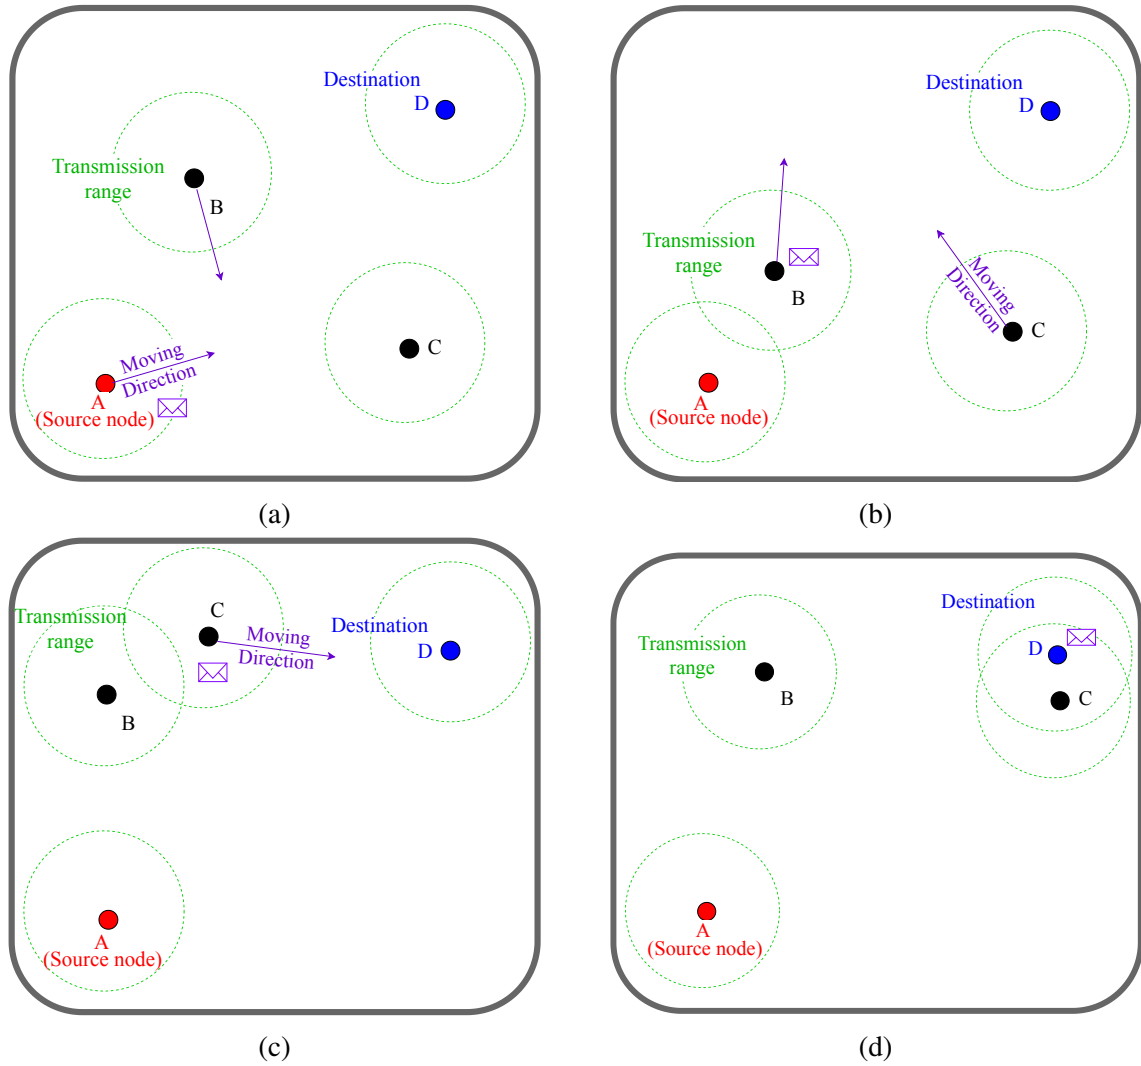 Destination
D
Transmission
range
B
Moving
Direction
C
A
(Source node)
(a)
Destination
D
Transmission
range
B
Moving
Direction
C
A
(Source node)
(b)
Transmission
range
C
Moving
Direction
Destination
D
B
A
(Source node)
(c)
Destination
D
Transmission
range
B
C
A
(Source node)
(d)